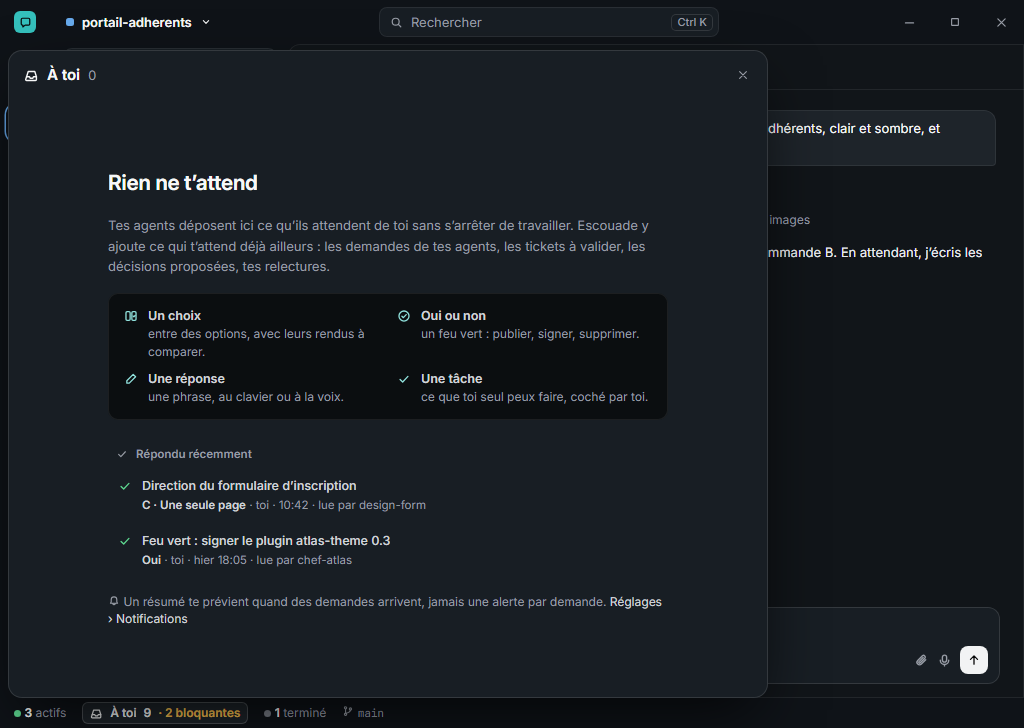 portail-adherents
Rechercher
Ctrl K
À toi 0
Rien ne t’attend
Tes agents déposent ici ce qu’ils attendent de toi sans s’arrêter de travailler. Escouade y
ajoute ce qui t’attend déjà ailleurs : les demandes de tes agents, les tickets à valider, les
décisions proposées, tes relectures.
Un choix
entre des options, avec leurs rendus à
comparer.
Oui ou non
un feu vert : publier, signer, supprimer.
Une réponse
une phrase, au clavier ou à la voix.
Une tâche
ce que toi seul peux faire, coché par toi.
Répondu récemment
Direction du formulaire d’inscription
C · Une seule page · toi · 10:42 · lue par design-form
Feu vert : signer le plugin atlas-theme 0.3
Oui · toi · hier 18:05 · lue par chef-atlas
Un résumé te prévient quand des demandes arrivent, jamais une alerte par demande. Réglages
› Notifications
dhérents, clair et sombre, et
images
mmande B. En attendant, j’écris les
3 actifs
À toi 9 · 2 bloquantes
1 terminé
main